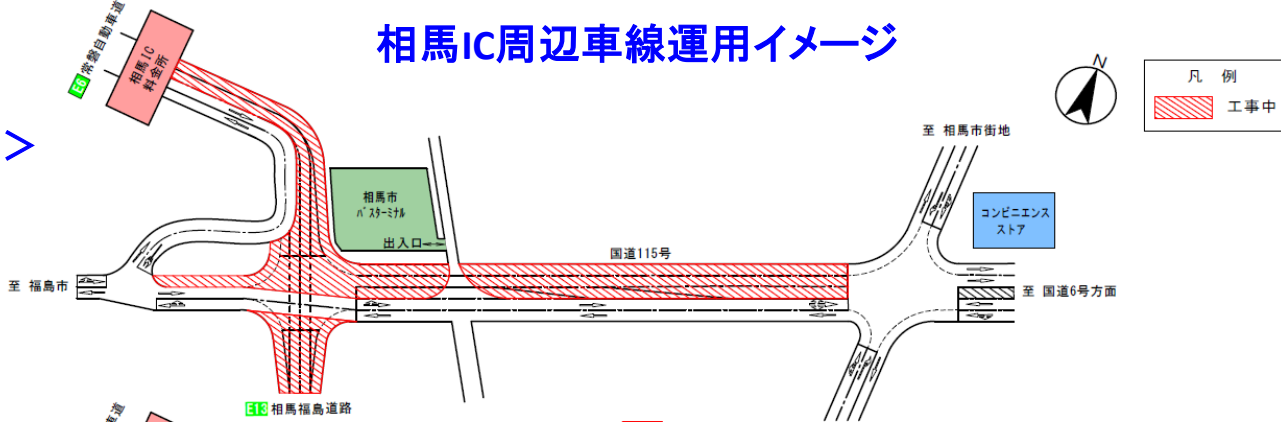 相馬IC周辺車線運用イメージ
E6 常磐自動車道
相馬IC
料金所
N
凡 例
工事中
>
至 相馬市街地
相馬市
バスターミナル
出入口
コンビニエンス
ストア
国道115号
至 福島市
至 国道6号方面
E13 相馬福島道路
車道